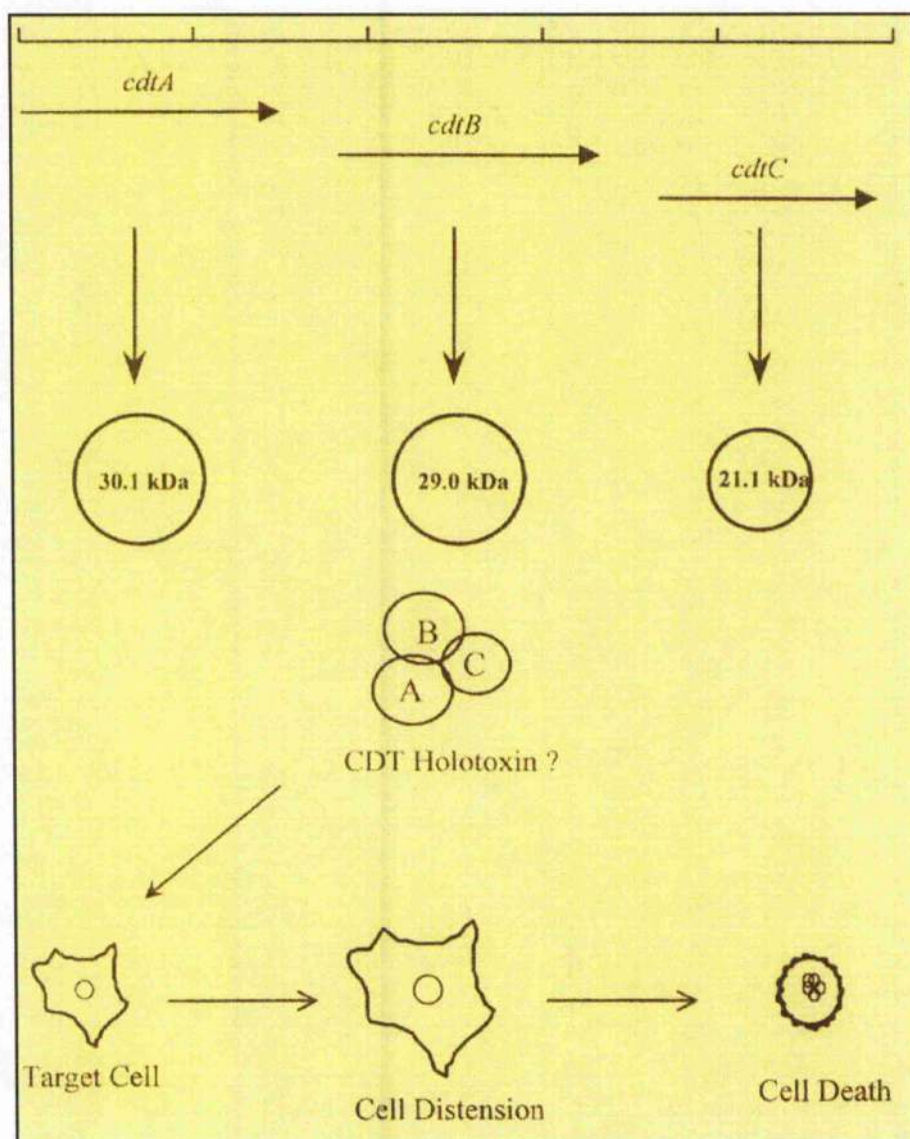 cdtA
cdtB
cdtC
30.1 kDa
29.0 kDa
21.1 kDa
B
C
A
CDT Holotoxin ?
Target Cell
Cell Distension
Cell Death